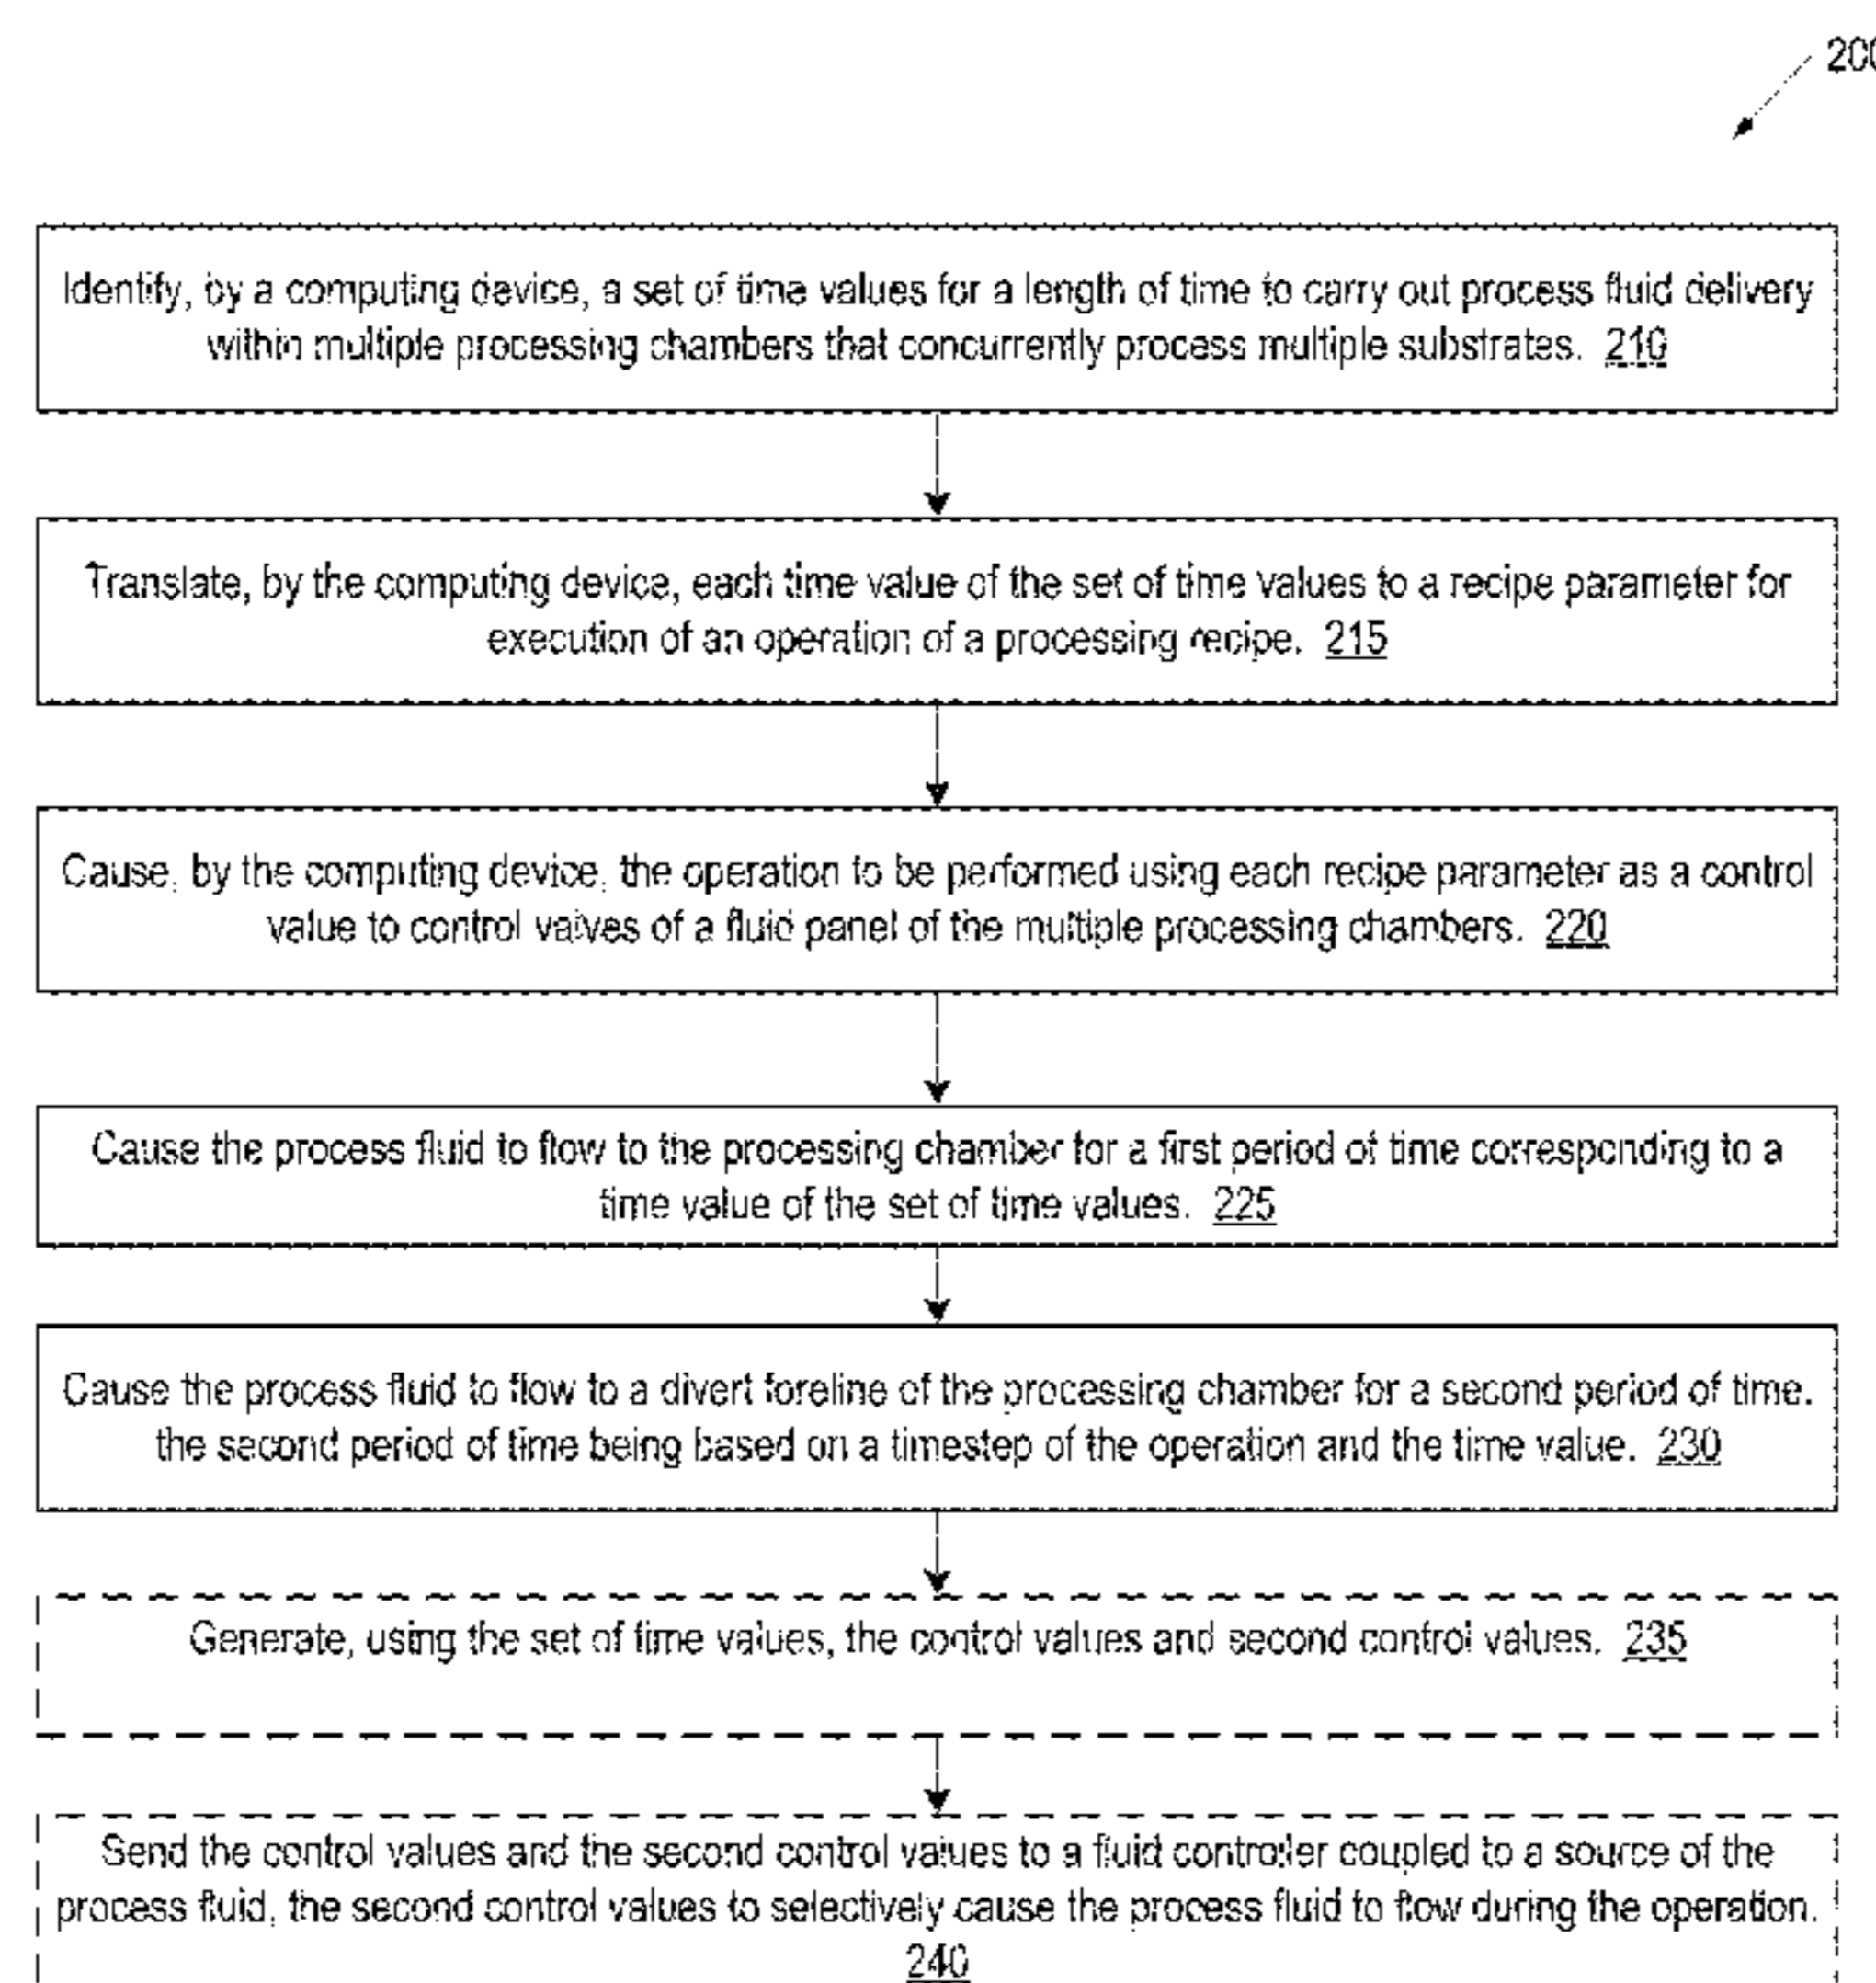 200
Identify, by a computing device, a set of time values for a length of time to carry out process fluid delivery
within multiple processing chambers that concurrently process multiple substrates. 210
Translate, by the computing device, each time value of the set of time values to a recipe parameter for
execution of an operation of a processing recipe. 215
Cause, by the computing device, the operation to be performed using each recipe parameter as a control
value to control valves of a fluid panel of the multiple processing chambers. 220
Cause the process fluid to flow to the processing chamber for a first period of time corresponding to a
time value of the set of time values. 225
Cause the process fluid to flow to a divert foreline of the processing chamber for a second period of time,
the second period of time being based on a timestep of the operation and the time value. 230
Generate, using the set of time values, the control values and second control values. 235
Send the control values and the second control values to a fluid controller coupled to a source of the
process fluid, the second control values to selectively cause the process fluid to flow during the operation.
240